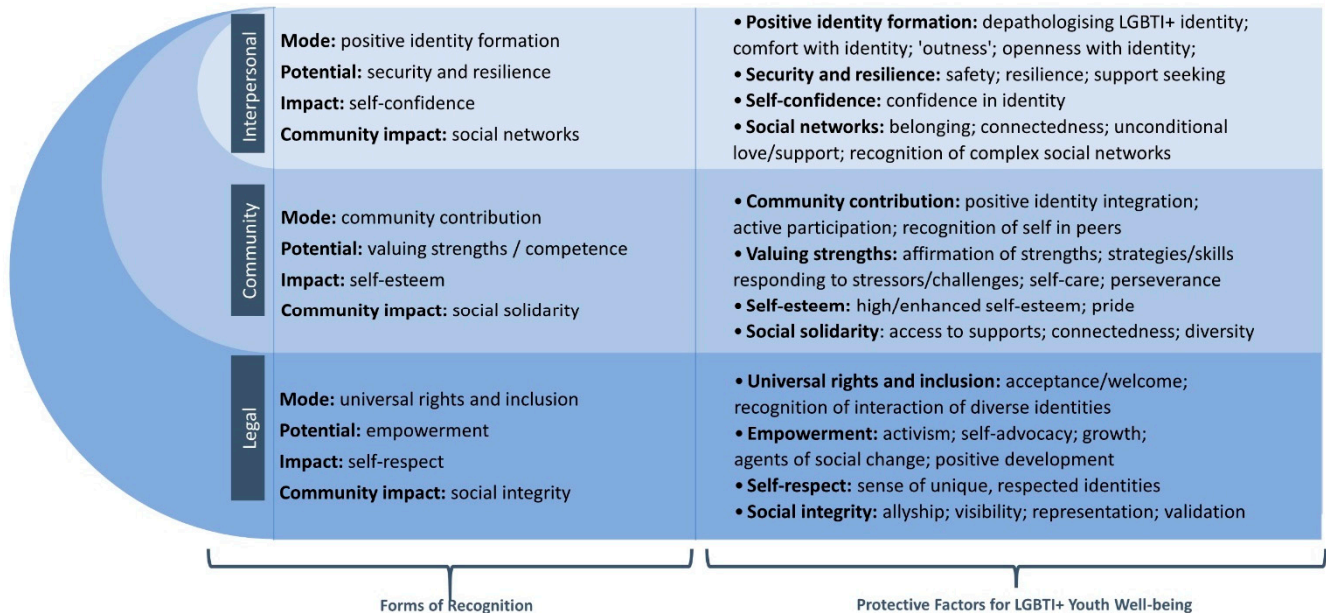 Interpersonal
Mode: positive identity formation
Potential: security and resilience
Impact: self-confidence
Community impact: social networks
• Positive identity formation: depathologising LGBTI+ identity;
comfort with identity; 'outness'; openness with identity;
• Security and resilience: safety; resilience; support seeking
• Self-confidence: confidence in identity
• Social networks: belonging; connectedness; unconditional
love/support; recognition of complex social networks
Community
Mode: community contribution
Potential: valuing strengths / competence
Impact: self-esteem
Community impact: social solidarity
• Community contribution: positive identity integration;
active participation; recognition of self in peers
• Valuing strengths: affirmation of strengths; strategies/skills
responding to stressors/challenges; self-care; perseverance
• Self-esteem: high/enhanced self-esteem; pride
• Social solidarity: access to supports; connectedness; diversity
Legal
Mode: universal rights and inclusion
Potential: empowerment
Impact: self-respect
Community impact: social integrity
• Universal rights and inclusion: acceptance/welcome;
recognition of interaction of diverse identities
• Empowerment: activism; self-advocacy; growth;
agents of social change; positive development
• Self-respect: sense of unique, respected identities
• Social integrity: allyship; visibility; representation; validation
Forms of Recognition
Protective Factors for LGBTI+ Youth Well-being